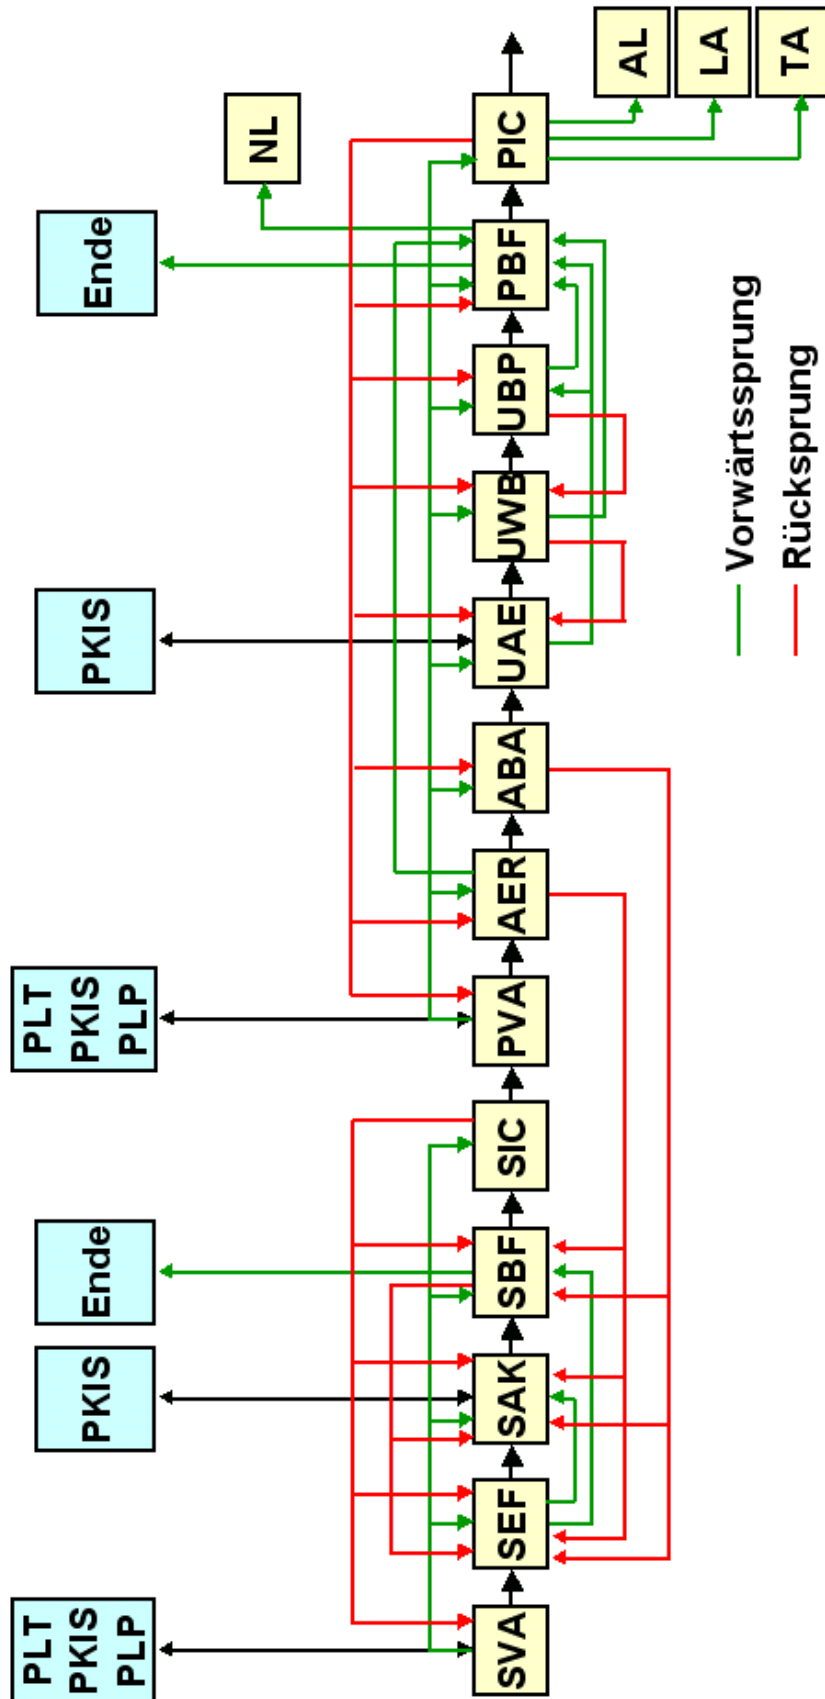 PLT
PKIS
PLP
PKIS
Ende
PLT
PKIS
PLP
PKIS
Ende
NL
SVA
SEF
SAK
SBF
SIC
PVA
AER
ABA
UAE
UWB
UBP
PBF
PIC
AL
LA
TA
Vorwärtssprung
Rücksprung